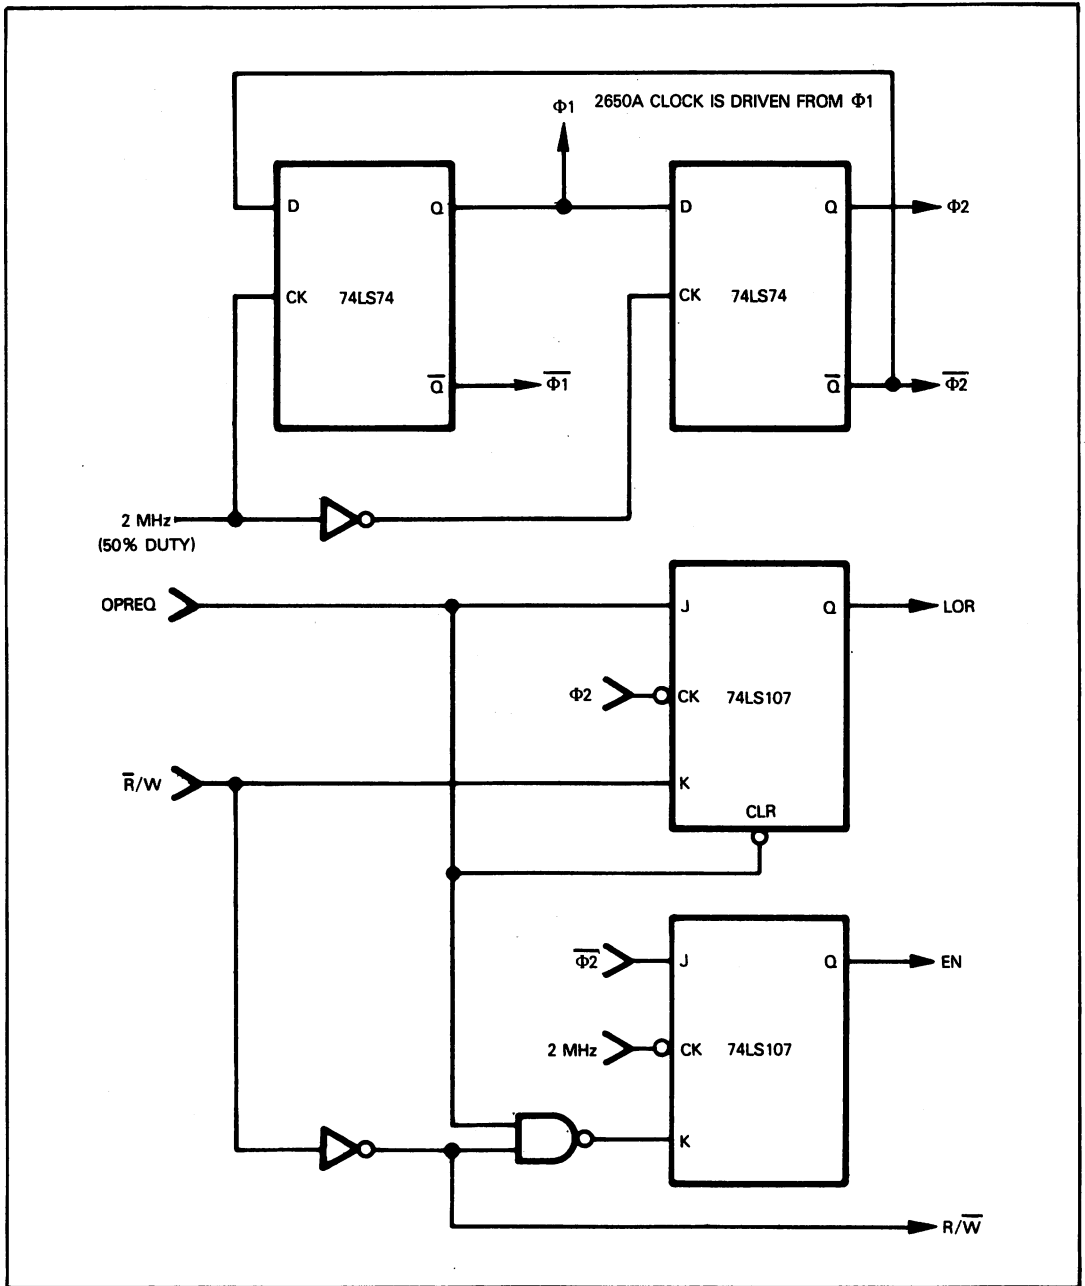 Φ1 2650A CLOCK IS DRIVEN FROM Φ1
D Q D Q Φ2
CK 74LS74 CK 74LS74
Q̅ Φ̅1̅ Q̅ Φ̅2̅
2 MHz
(50% DUTY)
OPREQ J Q LOR
Φ2 CK 74LS107
R̅/W K
CLR
Φ̅2̅ J Q EN
2 MHz CK 74LS107
K
R/W̅